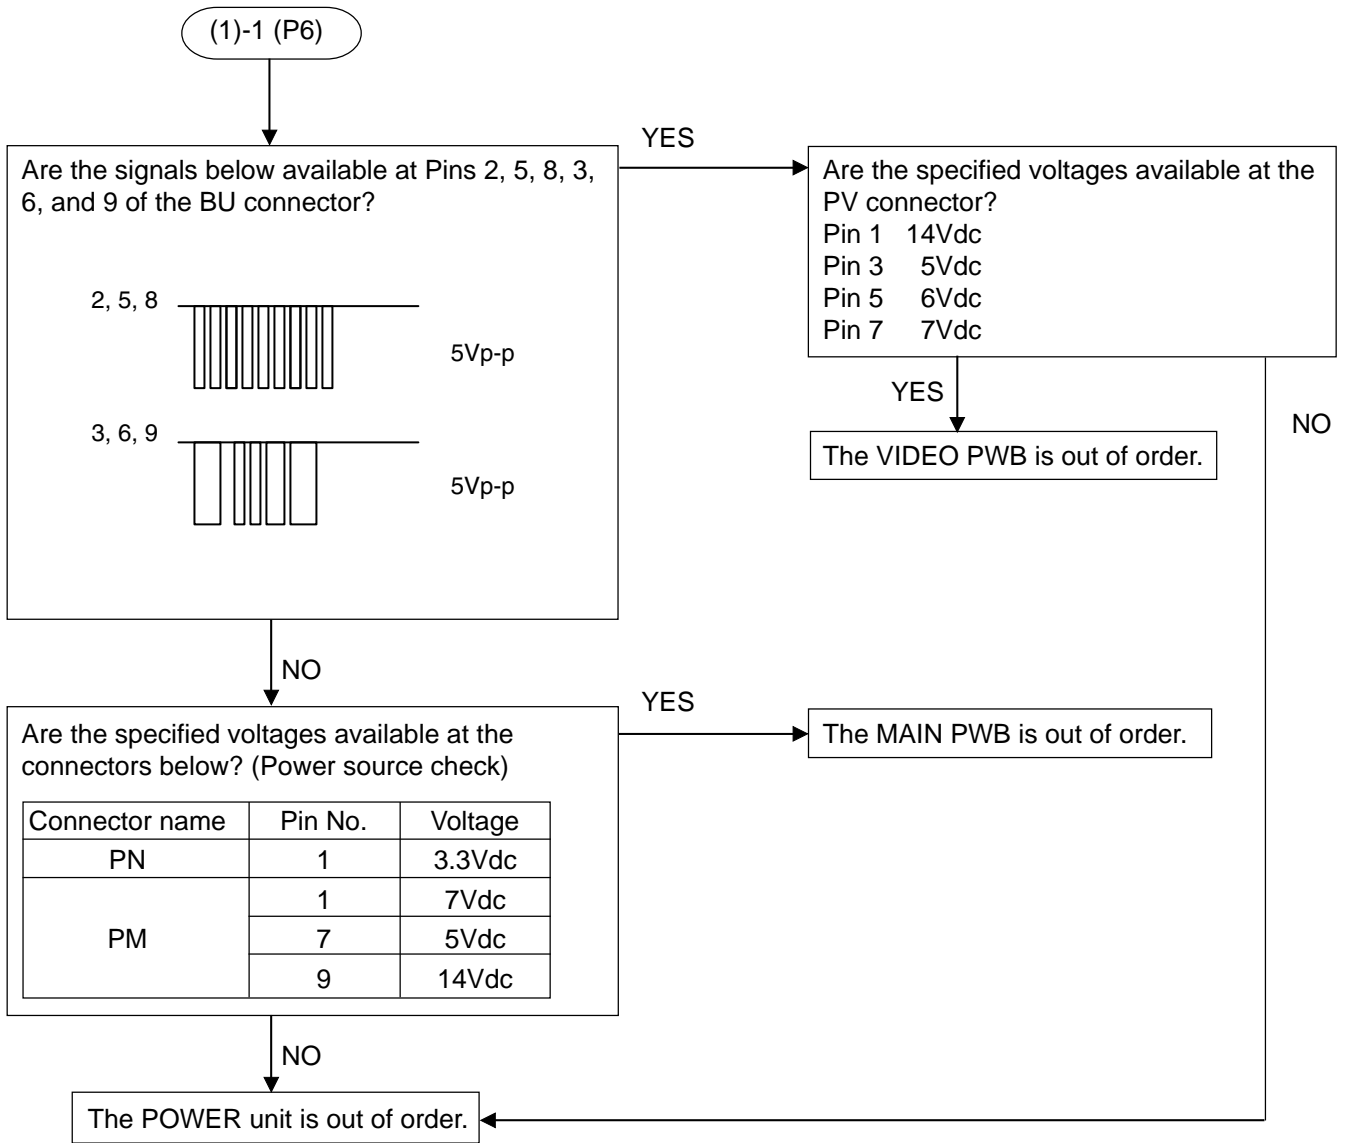 (1)-1 (P6)
YES
Are the signals below available at Pins 2, 5, 8, 3,
6, and 9 of the BU connector?
2, 5, 8
5Vp-p
3, 6, 9
5Vp-p
Are the specified voltages available at the
PV connector?
Pin 1 14Vdc
Pin 3 5Vdc
Pin 5 6Vdc
Pin 7 7Vdc
YES
NO
The VIDEO PWB is out of order.
NO
YES
Are the specified voltages available at the
connectors below? (Power source check)
Connector name Pin No. Voltage
PN 1 3.3Vdc
1 7Vdc
PM 7 5Vdc
9 14Vdc
The MAIN PWB is out of order.
NO
The POWER unit is out of order.